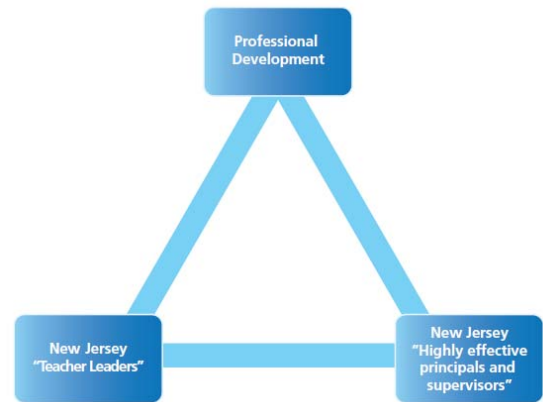 Professional
Development
New Jersey
"Teacher Leaders"
New Jersey
"Highly effective
principals and
supervisors"